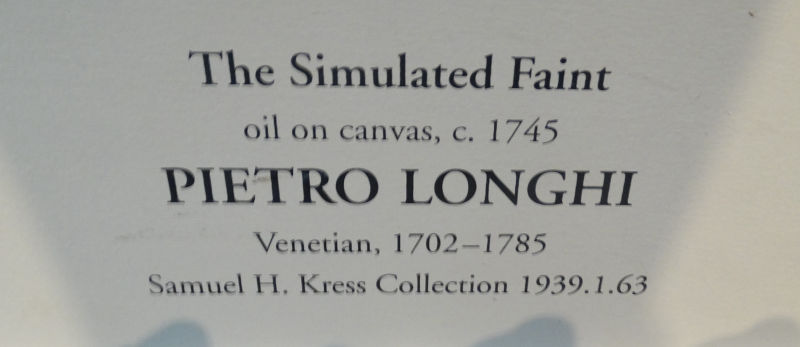 The Simulated Faint
oil on canvas, c. 1745
PIETRO LONGHI
Venetian, 1702–1785
Samuel H. Kress Collection 1939.1.63